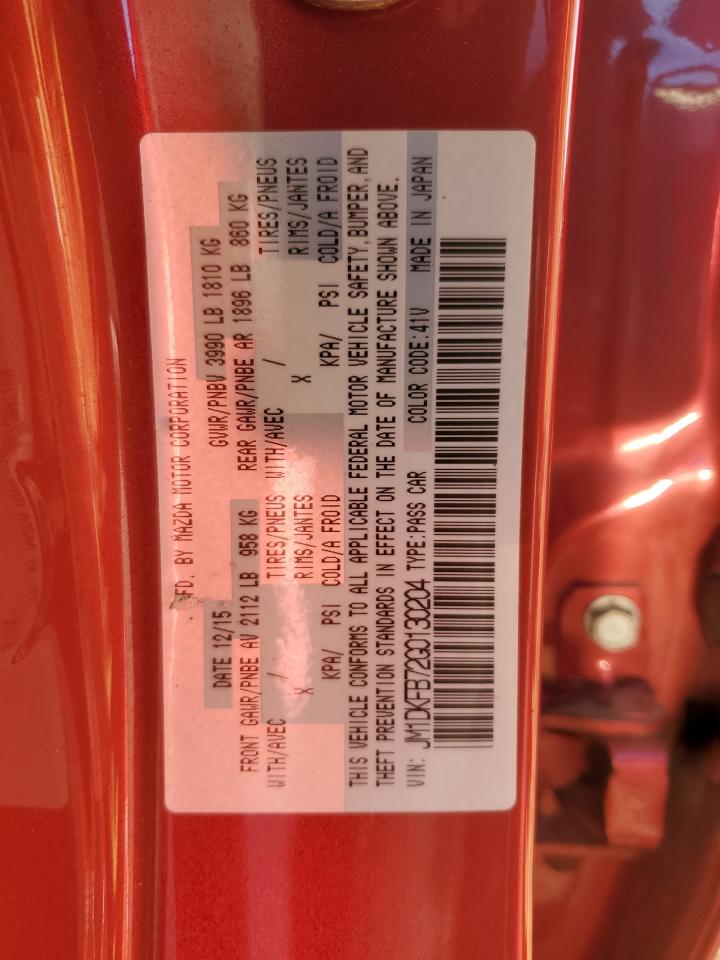 FD. BY MAZDA MOTOR CORPORATION
DATE 12/15 GVWR/PNBV 3990 LB 1810 KG
FRONT GAWR/PNBE AV 2112 LB 958 KG REAR GAWR/PNBE AR 1896 LB 860 KG
WITH/AVEC / TIRES/PNEUS WITH/AVEC / TIRES/PNEUS
X RIMS/JANTES X RIMS/JANTES
KPA/ PSI COLD/A FROID KPA/ PSI COLD/A FROID
THIS VEHICLE CONFORMS TO ALL APPLICABLE FEDERAL MOTOR VEHICLE SAFETY, BUMPER, AND
THEFT PREVENTION STANDARDS IN EFFECT ON THE DATE OF MANUFACTURE SHOWN ABOVE.
VIN: JM1DKFB72G0130204 TYPE:PASS CAR COLOR CODE:41V MADE IN JAPAN